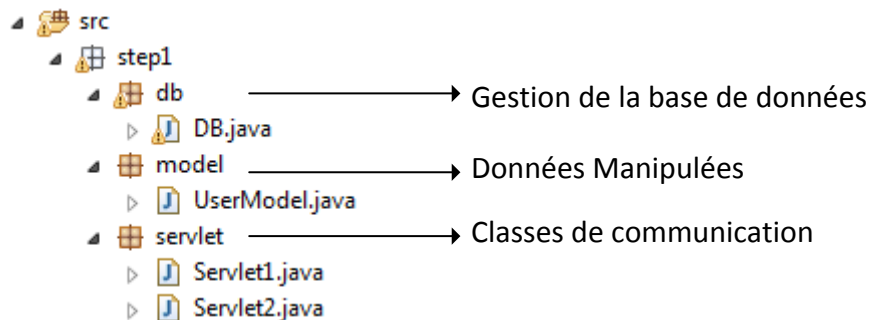 src
step1
db Gestion de la base de données
DB.java
model Données Manipulées
UserModel.java
servlet Classes de communication
Servlet1.java
Servlet2.java